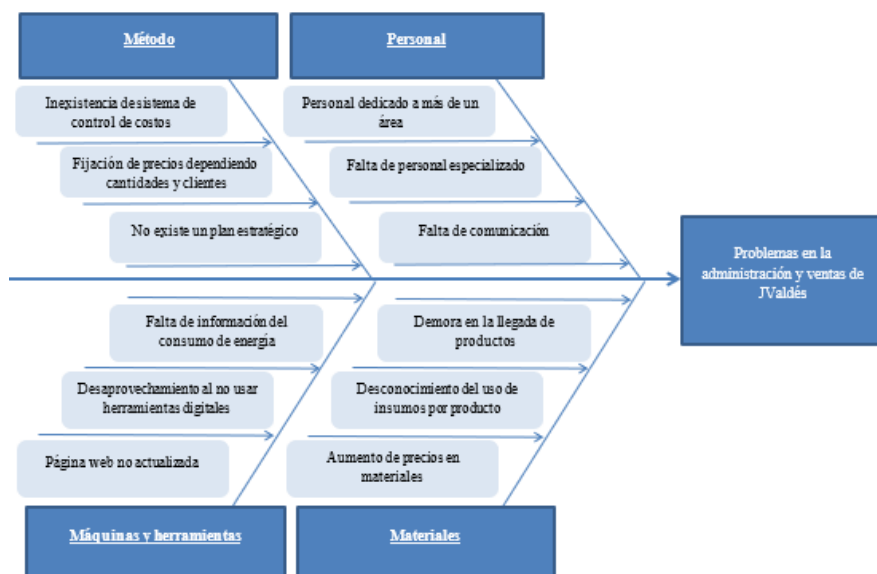 Método
Personal
Inexistencia de sistema de
control de costos
Personal dedicado a más de un
área
Fijación de precios dependiendo
cantidades y clientes
Falta de personal especializado
No existe un plan estratégico
Falta de comunicación
Problemas en la
administración y ventas de
JValdés
Falta de información del
consumo de energía
Demora en la llegada de
productos
Desaprovechamiento al no usar
herramientas digitales
Desconocimiento del uso de
insumos por producto
Página web no actualizada
Aumento de precios en
materiales
Máquinas y herramientas
Materiales